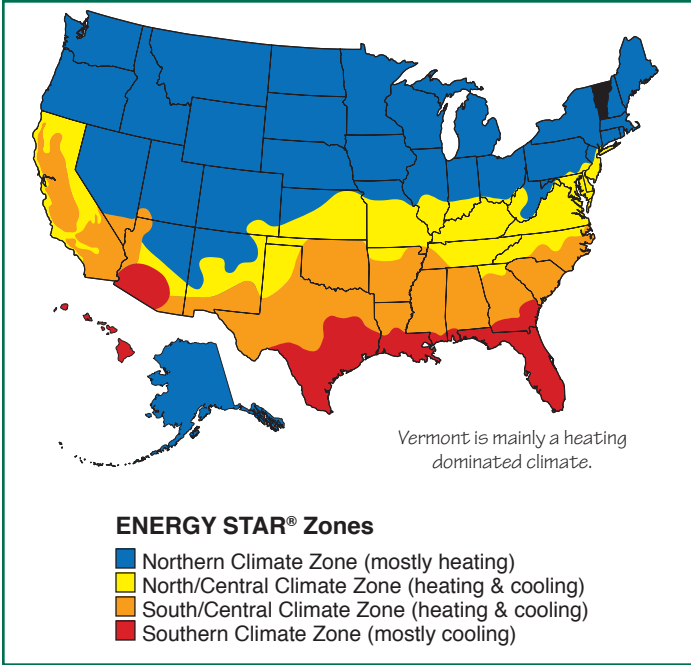 Vermont is mainly a heating
dominated climate.
ENERGY STAR® Zones
Northern Climate Zone (mostly heating)
North/Central Climate Zone (heating & cooling)
South/Central Climate Zone (heating & cooling)
Southern Climate Zone (mostly cooling)